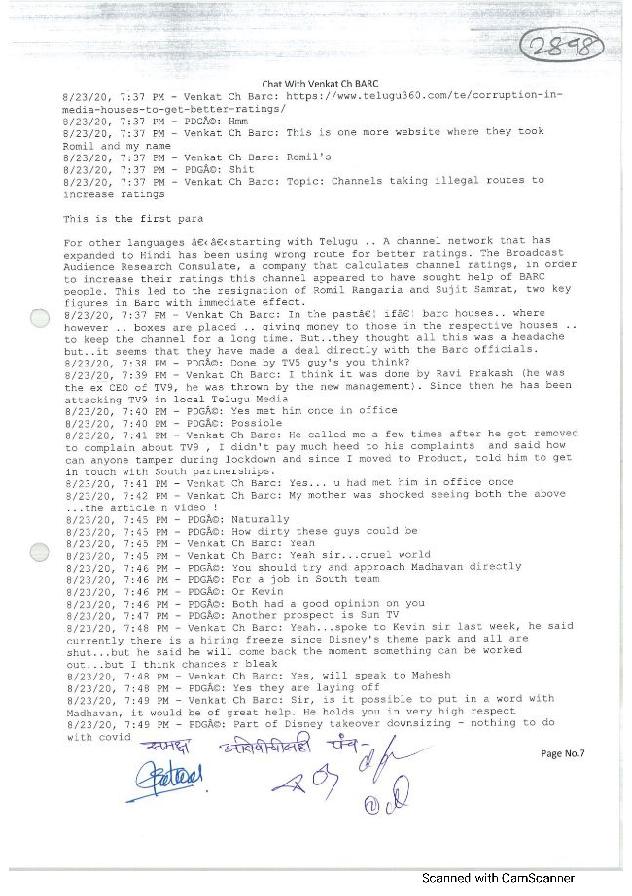 2898
Chat With Venkat Ch BARC
8/23/20, 7:37 PM - Venkat Ch Barc: https://www.telugu360.com/te/corruption-in-
media-houses-to-get-better-ratings/
8/23/20, 7:37 PM - PDGÃ©: Hmm
8/23/20, 7:37 PM - Venkat Ch Barc: This is one more website where they took
Romil and my name
8/23/20, 7:37 PM - Venkat Ch Barc: Romil's
8/23/20, 7:37 PM - PDGÃ©: Shit
8/23/20, 7:37 PM - Venkat Ch Barc: Topic: Channels taking illegal routes to
increase ratings
This is the first para
For other languages â€‹â€‹starting with Telugu .. A channel network that has
expanded to Hindi has been using wrong route for better ratings. The Broadcast
Audience Research Consulate, a company that calculates channel ratings, in order
to increase their ratings this channel appeared to have sought help of BARC
people. This led to the resignation of Romil Rangaria and Sujit Samrat, two key
figures in Barc with immediate effect.
8/23/20, 7:37 PM - Venkat Ch Barc: In the pastâ€¦ ifâ€¦ barc houses.. where
however .. boxes are placed .. giving money to those in the respective houses ..
to keep the channel for a long time. But..they thought all this was a headache
but..it seems that they have made a deal directly with the Barc officials.
8/23/20, 7:38 PM - PDGÃ©: Done by TV5 guy's you think?
8/23/20, 7:39 PM - Venkat Ch Barc: I think it was done by Ravi Prakash (he was
the ex CEO of TV9, he was thrown by the new management). Since then he has been
attacking TV9 in local Telugu Media
8/23/20, 7:40 PM - PDGÃ©: Yes met him once in office
8/23/20, 7:40 PM - PDGÃ©: Possible
8/23/20, 7:41 PM - Venkat Ch Barc: He called me a few times after he got removed
to complain about TV9 , I didn't pay much heed to his complaints and said how
can anyone tamper during lockdown and since I moved to Product, told him to get
in touch with South partnerships.
8/23/20, 7:41 PM - Venkat Ch Barc: Yes... u had met him in office once
8/23/20, 7:42 PM - Venkat Ch Barc: My mother was shocked seeing both the above
...the article n video !
8/23/20, 7:45 PM - PDGÃ©: Naturally
8/23/20, 7:45 PM - PDGÃ©: How dirty these guys could be
8/23/20, 7:45 PM - Venkat Ch Barc: Yeah
8/23/20, 7:45 PM - Venkat Ch Barc: Yeah sir...cruel world
8/23/20, 7:46 PM - PDGÃ©: You should try and approach Madhavan directly
8/23/20, 7:46 PM - PDGÃ©: For a job in South team
8/23/20, 7:46 PM - PDGÃ©: Or Kevin
8/23/20, 7:46 PM - PDGÃ©: Both had a good opinion on you
8/23/20, 7:47 PM - PDGÃ©: Another prospect is Sun TV
8/23/20, 7:48 PM - Venkat Ch Barc: Yeah...spoke to Kevin sir last week, he said
currently there is a hiring freeze since Disney's theme park and all are
shut...but he said he will come back the moment something can be worked
out...but I think chances r bleak
8/23/20, 7:48 PM - Venkat Ch Barc: Yes, will speak to Mahesh
8/23/20, 7:48 PM - PDGÃ©: Yes they are laying off
8/23/20, 7:49 PM - Venkat Ch Barc: Sir, is it possible to put in a word with
Madhavan, it would be of great help. He holds you in very high respect
8/23/20, 7:49 PM - PDGÃ©: Part of Disney takeover downsizing - nothing to do
with covid
समक्ष पंच-
Page No.7
Scanned with CamScanner